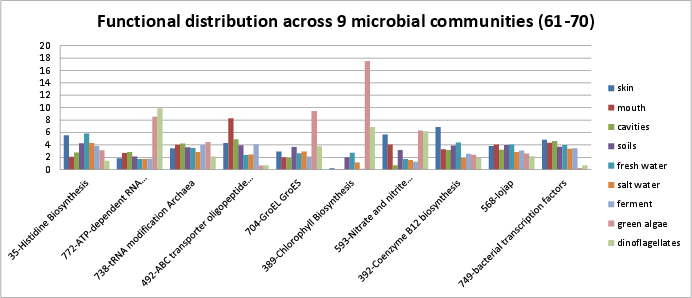 Functional distribution across 9 microbial communities (61-70)
20
18
16
14
12
10
8
6
4
2
0
35-Histidine Biosynthesis
772-ATP-dependent RNA...
738-tRNA modification Archaea
492-ABC transporter oligopeptide...
704-GroEL GroES
389-Chlorophyll Biosynthesis
593-Nitrate and nitrite...
392-Coenzyme B12 biosynthesis
568-lojap
749-bacterial transcription factors
skin
mouth
cavities
soils
fresh water
salt water
ferment
green algae
dinoflagellates